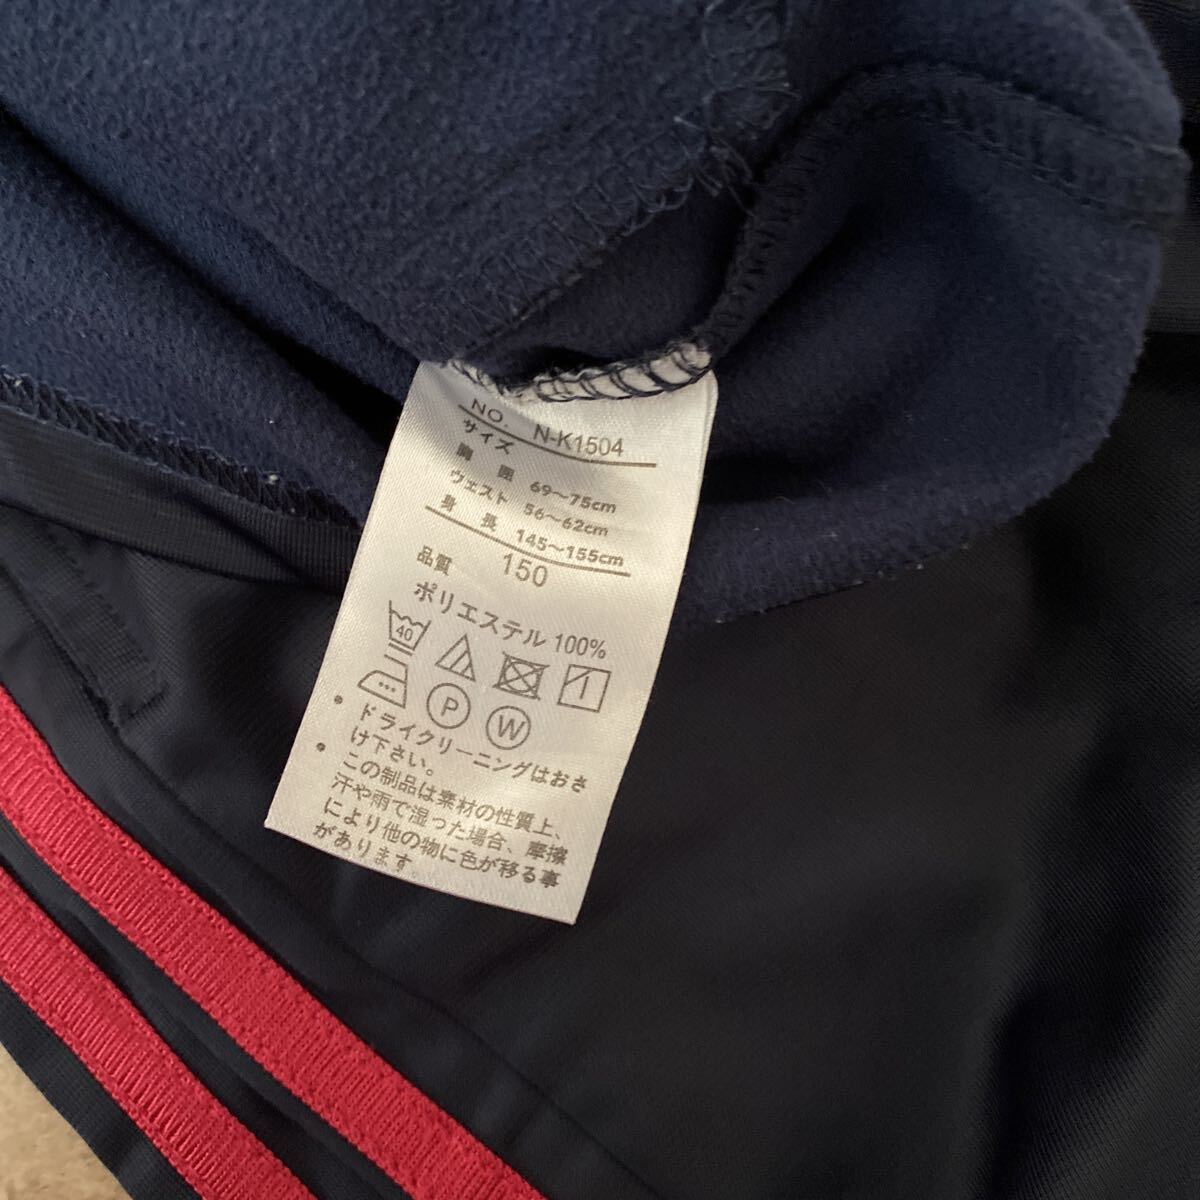 NO. N-K1504
サイズ
胸囲 69〜75cm
ウェスト 56〜62cm
身長 145〜155cm
150
品質
ポリエステル 100%
40
P W
• ドライクリーニングはおさ
け下さい。
• この制品は素材の性質上、
汗や雨で湿った場合、摩擦
により他の物に色が移る事
があります。